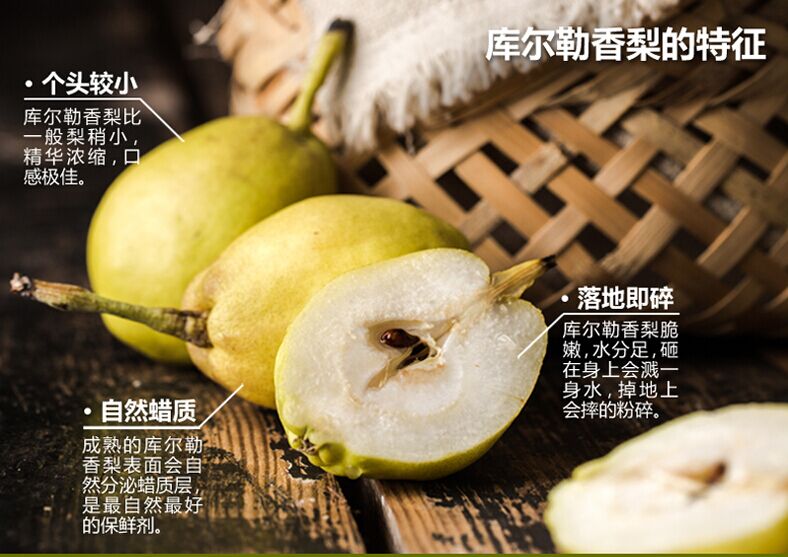 库尔勒香梨的特征
• 个头较小
库尔勒香梨比
一般梨稍小，
精华浓缩，口
感极佳。
• 落地即碎
库尔勒香梨脆
嫩，水分足，砸
在身上会溅一
身水，掉地上
会摔的粉碎。
• 自然蜡质
成熟的库尔勒
香梨表面会自
然分泌蜡质层，
是最自然最好
的保鲜剂。